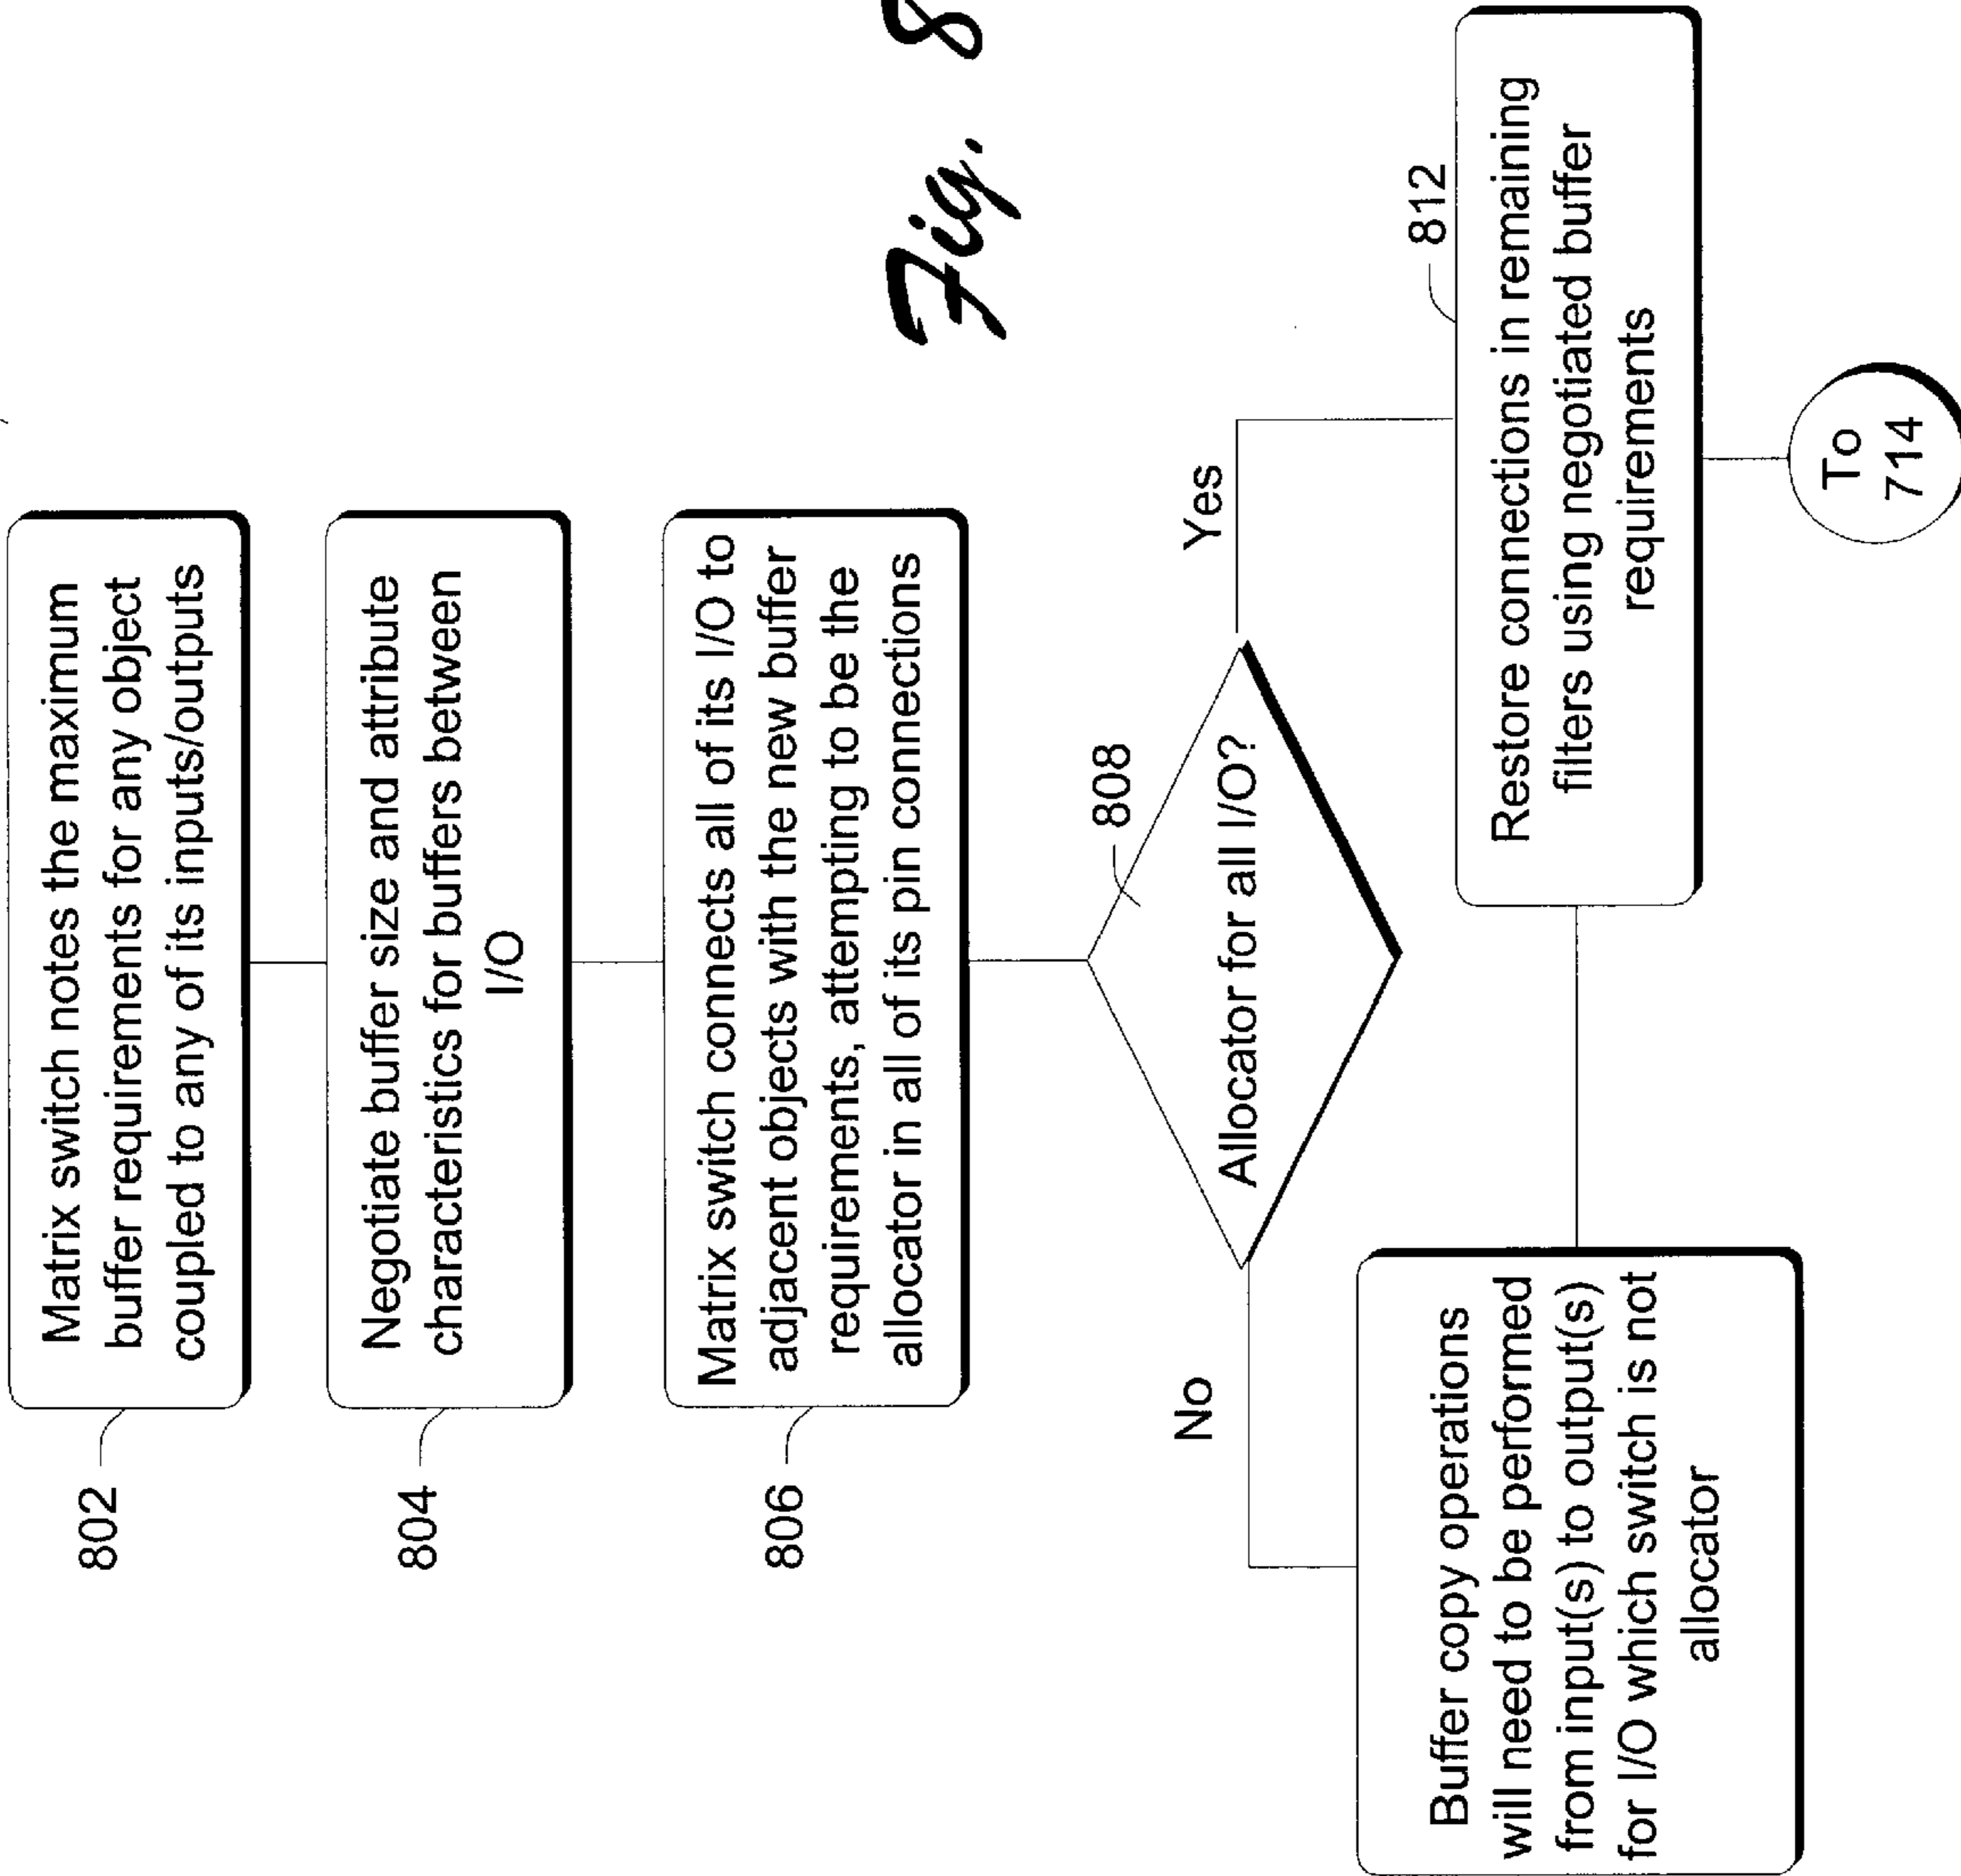 802
Matrix switch notes the maximum
buffer requirements for any object
coupled to any of its inputs/outputs
804
Negotiate buffer size and attribute
characteristics for buffers between
I/O
806
Matrix switch connects all of its I/O to
adjacent objects with the new buffer
requirements, attempting to be the
allocator in all of its pin connections
808
Allocator for all I/O?
No
Yes
Buffer copy operations
will need to be performed
from input(s) to output(s)
for I/O which switch is not
allocator
812
Restore connections in remaining
filters using negotiated buffer
requirements
To
714
Fig. 8